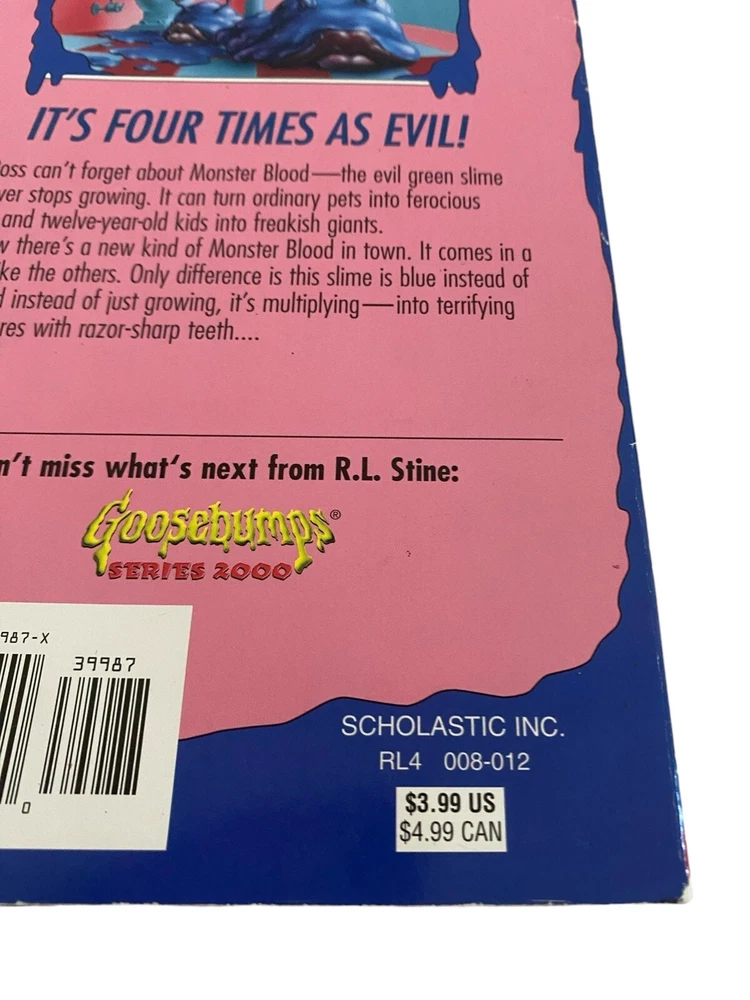 IT'S FOUR TIMES AS EVIL!
oss can't forget about Monster Blood—the evil green slime
ver stops growing. It can turn ordinary pets into ferocious
and twelve-year-old kids into freakish giants.
w there's a new kind of Monster Blood in town. It comes in a
ke the others. Only difference is this slime is blue instead of
d instead of just growing, it's multiplying—into terrifying
res with razor-sharp teeth....
n't miss what's next from R.L. Stine:
Goosebumps®
SERIES 2000
987-X
39987
0
SCHOLASTIC INC.
RL4 008-012
$3.99 US
$4.99 CAN